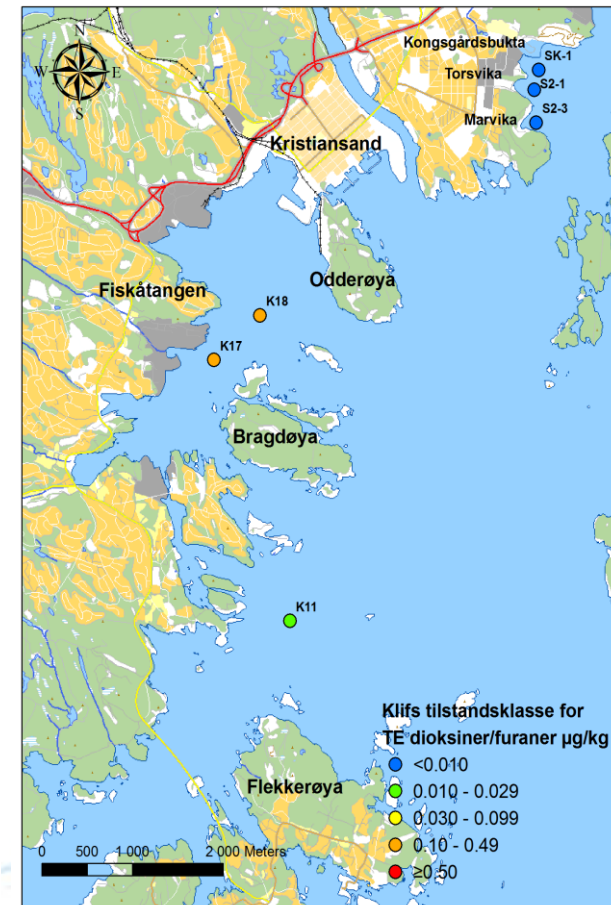 N
W E
S
Kongsgårdsbukta
SK-1
Torsvika
S2-1
S2-3
Marvika
Kristiansand
Odderøya
Fiskåtangen
K18
K17
Bragdøya
K11
Klifs tilstandsklasse for
TE dioksiner/furaner µg/kg
<0.010
0.010 - 0.029
0.030 - 0.099
0.10 - 0.49
≥0.50
Flekkerøya
0 500 1 000 2 000 Meters